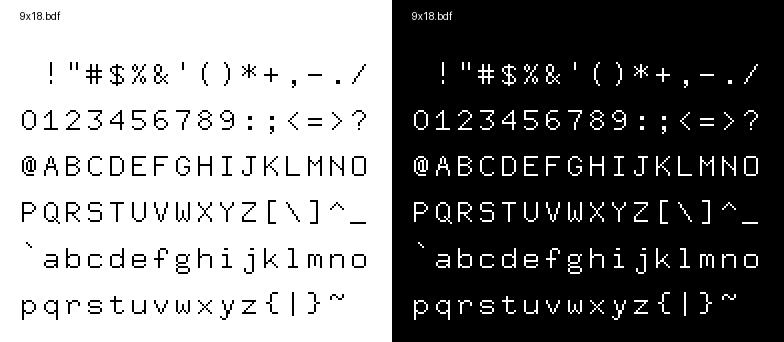 9x18.bdf 9x18.bdf
!"#$%&'()*+,-./ !"#$%&'()*+,-./
0123456789:;<=>? 0123456789:;<=>?
@ABCDEFGHIJKLMNO @ABCDEFGHIJKLMNO
PQRSTUVWXYZ[\]^_ PQRSTUVWXYZ[\]^_
`abcdefghijklmno `abcdefghijklmno
pqrstuvwxyz{|}~ pqrstuvwxyz{|}~